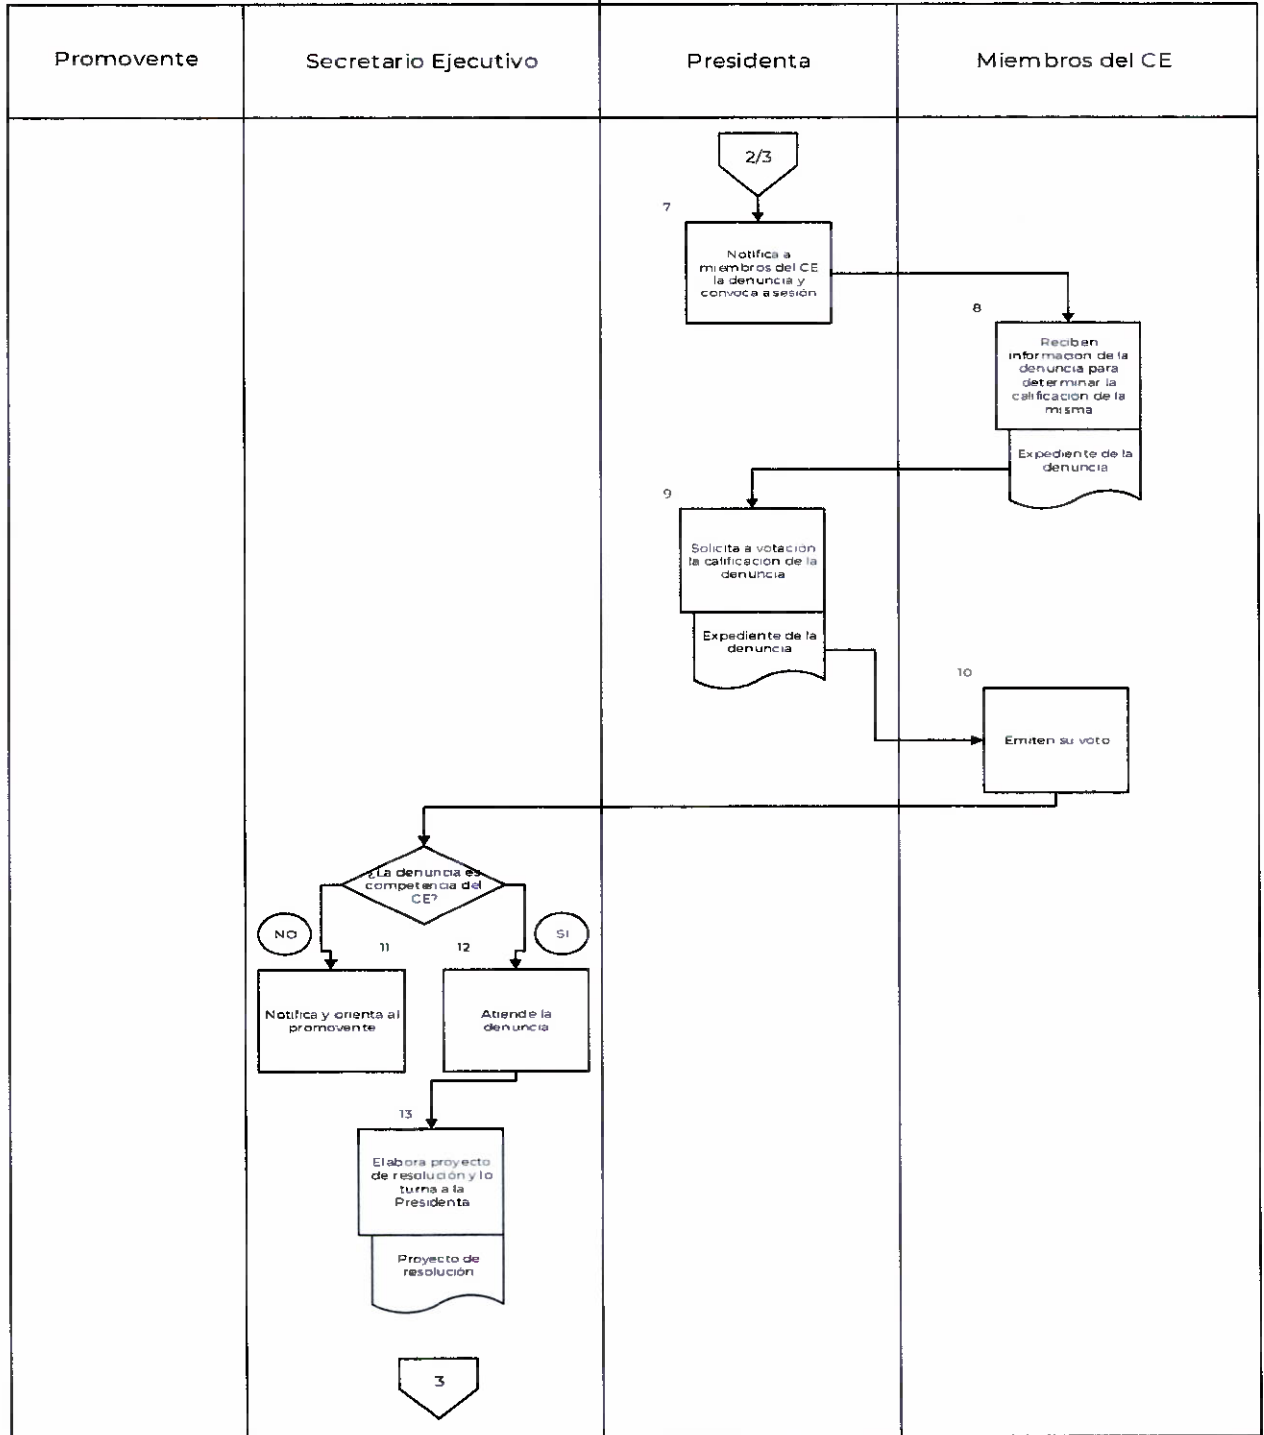 Promovente
Secretario Ejecutivo
Presidenta
Miembros del CE
2/3
7
Notifica a
miembros del CE
la denuncia y
convoca a sesión
8
Reciben
informacion de la
denuncia para
determinar la
calificacion de la
misma
Expediente de la
denuncia
9
Solicita a votación
la calificación de la
denuncia
Expediente de la
denuncia
10
Emiten su voto
¿La denuncia es
competencia del
CE?
NO
11
12
SI
Notifica y orienta al
promovente
Atiende la
denuncia
13
Elabora proyecto
de resolución y lo
turna a la
Presidenta
Proyecto de
resolución
3